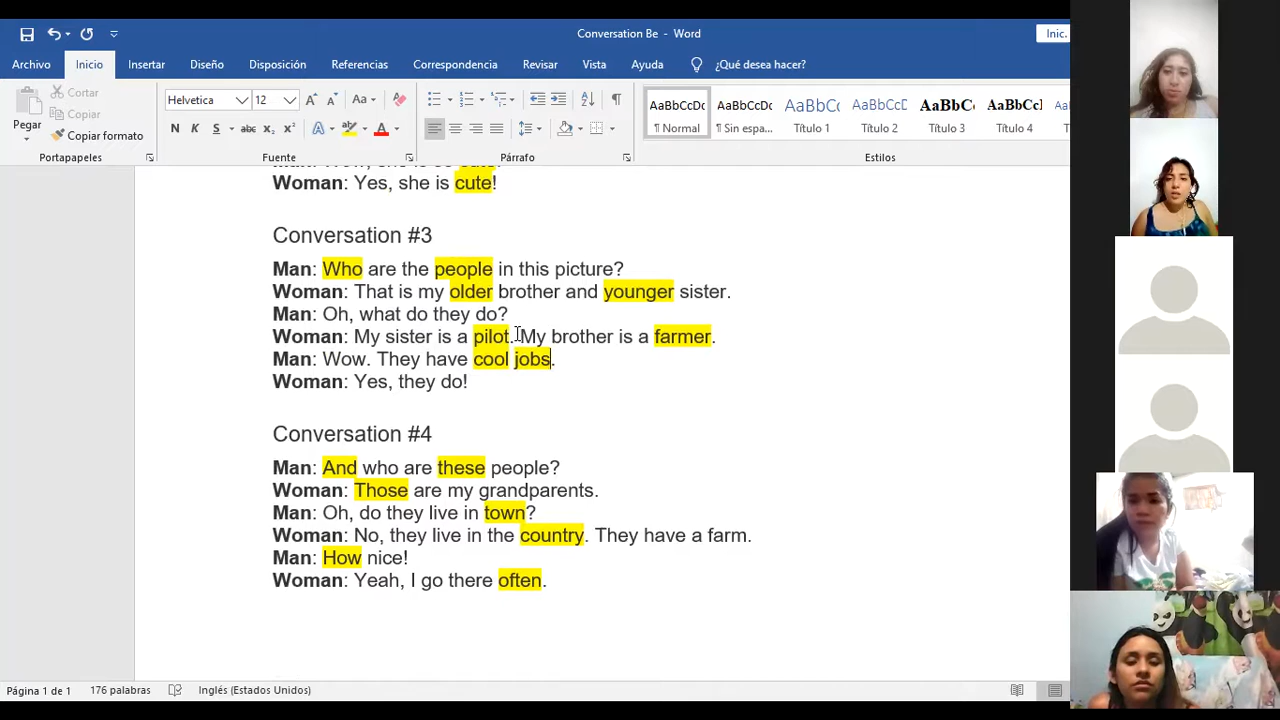 Conversation Be - Word
Inic.
Archivo Inicio Insertar Diseño Disposición Referencias Correspondencia Revisar Vista Ayuda ¿Qué desea hacer?
Pegar
Cortar
Copiar
Copiar formato
Helvetica 12 Aa
N K S abc x₂ x² A A
AaBbCcDc AaBbCcDc AaBbCc AaBbCcD AaBbCc AaBbCcl
¶ Normal ¶ Sin espa... Título 1 Título 2 Título 3 Título 4
Portapapeles Fuente Párrafo Estilos
Woman: Yes, she is cute!
Conversation #3
Man: Who are the people in this picture?
Woman: That is my older brother and younger sister.
Man: Oh, what do they do?
Woman: My sister is a pilot. My brother is a farmer.
Man: Wow. They have cool jobs.
Woman: Yes, they do!
Conversation #4
Man: And who are these people?
Woman: Those are my grandparents.
Man: Oh, do they live in town?
Woman: No, they live in the country. They have a farm.
Man: How nice!
Woman: Yeah, I go there often.
Página 1 de 1 176 palabras Inglés (Estados Unidos)